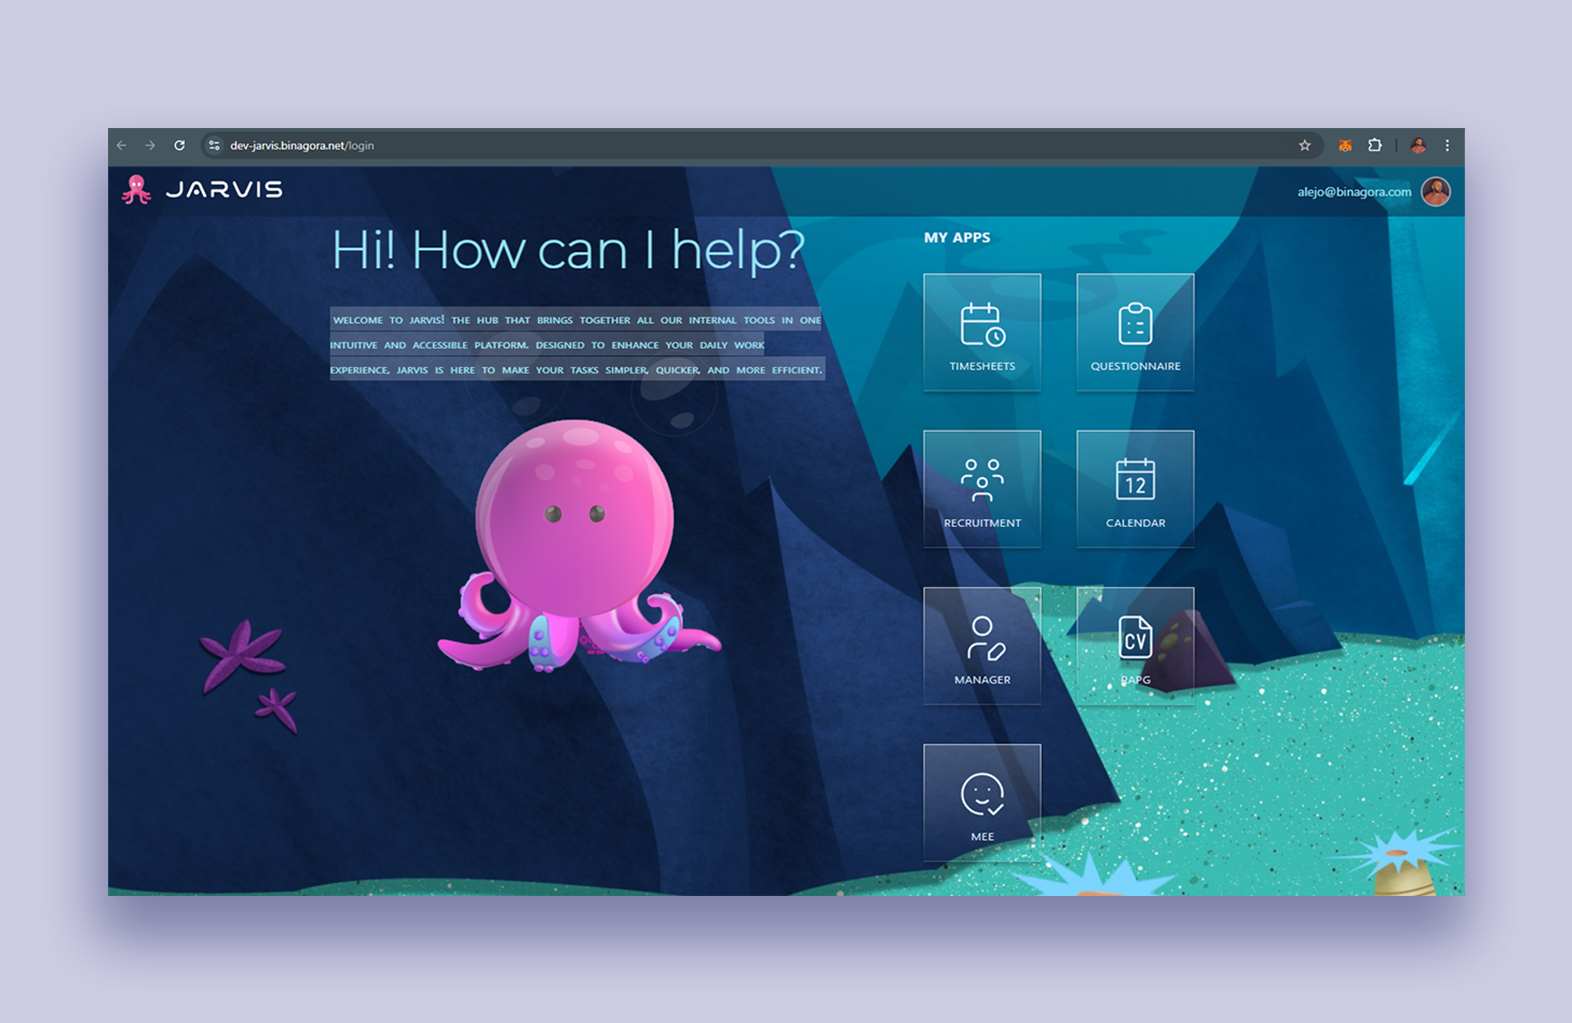 dev-jarvis.binagora.net/login
JARVIS
alejo@binagora.com
Hi! How can I help?
WELCOME TO JARVIS! THE HUB THAT BRINGS TOGETHER ALL OUR INTERNAL TOOLS IN ONE
INTUITIVE AND ACCESSIBLE PLATFORM. DESIGNED TO ENHANCE YOUR DAILY WORK
EXPERIENCE, JARVIS IS HERE TO MAKE YOUR TASKS SIMPLER, QUICKER, AND MORE EFFICIENT.
MY APPS
TIMESHEETS
QUESTIONNAIRE
RECRUITMENT
12
CALENDAR
MANAGER
CV
BAPG
MEE